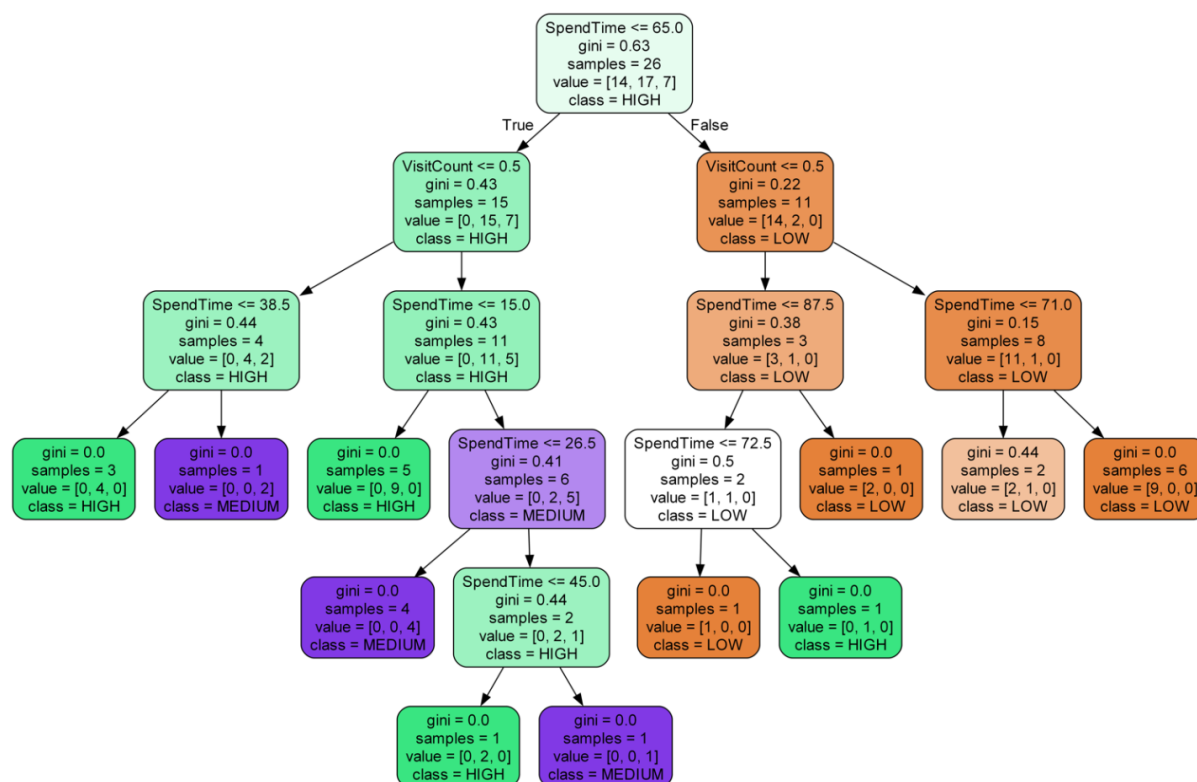 SpendTime <= 65.0
gini = 0.63
samples = 26
value = [14, 17, 7]
class = HIGH
True
False
VisitCount <= 0.5
gini = 0.43
samples = 15
value = [0, 15, 7]
class = HIGH
VisitCount <= 0.5
gini = 0.22
samples = 11
value = [14, 2, 0]
class = LOW
SpendTime <= 38.5
gini = 0.44
samples = 4
value = [0, 4, 2]
class = HIGH
SpendTime <= 15.0
gini = 0.43
samples = 11
value = [0, 11, 5]
class = HIGH
SpendTime <= 87.5
gini = 0.38
samples = 3
value = [3, 1, 0]
class = LOW
SpendTime <= 71.0
gini = 0.15
samples = 8
value = [11, 1, 0]
class = LOW
gini = 0.0
samples = 3
value = [0, 4, 0]
class = HIGH
gini = 0.0
samples = 1
value = [0, 0, 2]
class = MEDIUM
gini = 0.0
samples = 5
value = [0, 9, 0]
class = HIGH
SpendTime <= 26.5
gini = 0.41
samples = 6
value = [0, 2, 5]
class = MEDIUM
SpendTime <= 72.5
gini = 0.5
samples = 2
value = [1, 1, 0]
class = LOW
gini = 0.0
samples = 1
value = [2, 0, 0]
class = LOW
gini = 0.44
samples = 2
value = [2, 1, 0]
class = LOW
gini = 0.0
samples = 6
value = [9, 0, 0]
class = LOW
gini = 0.0
samples = 4
value = [0, 0, 4]
class = MEDIUM
SpendTime <= 45.0
gini = 0.44
samples = 2
value = [0, 2, 1]
class = HIGH
gini = 0.0
samples = 1
value = [1, 0, 0]
class = LOW
gini = 0.0
samples = 1
value = [0, 1, 0]
class = HIGH
gini = 0.0
samples = 1
value = [0, 2, 0]
class = HIGH
gini = 0.0
samples = 1
value = [0, 0, 1]
class = MEDIUM